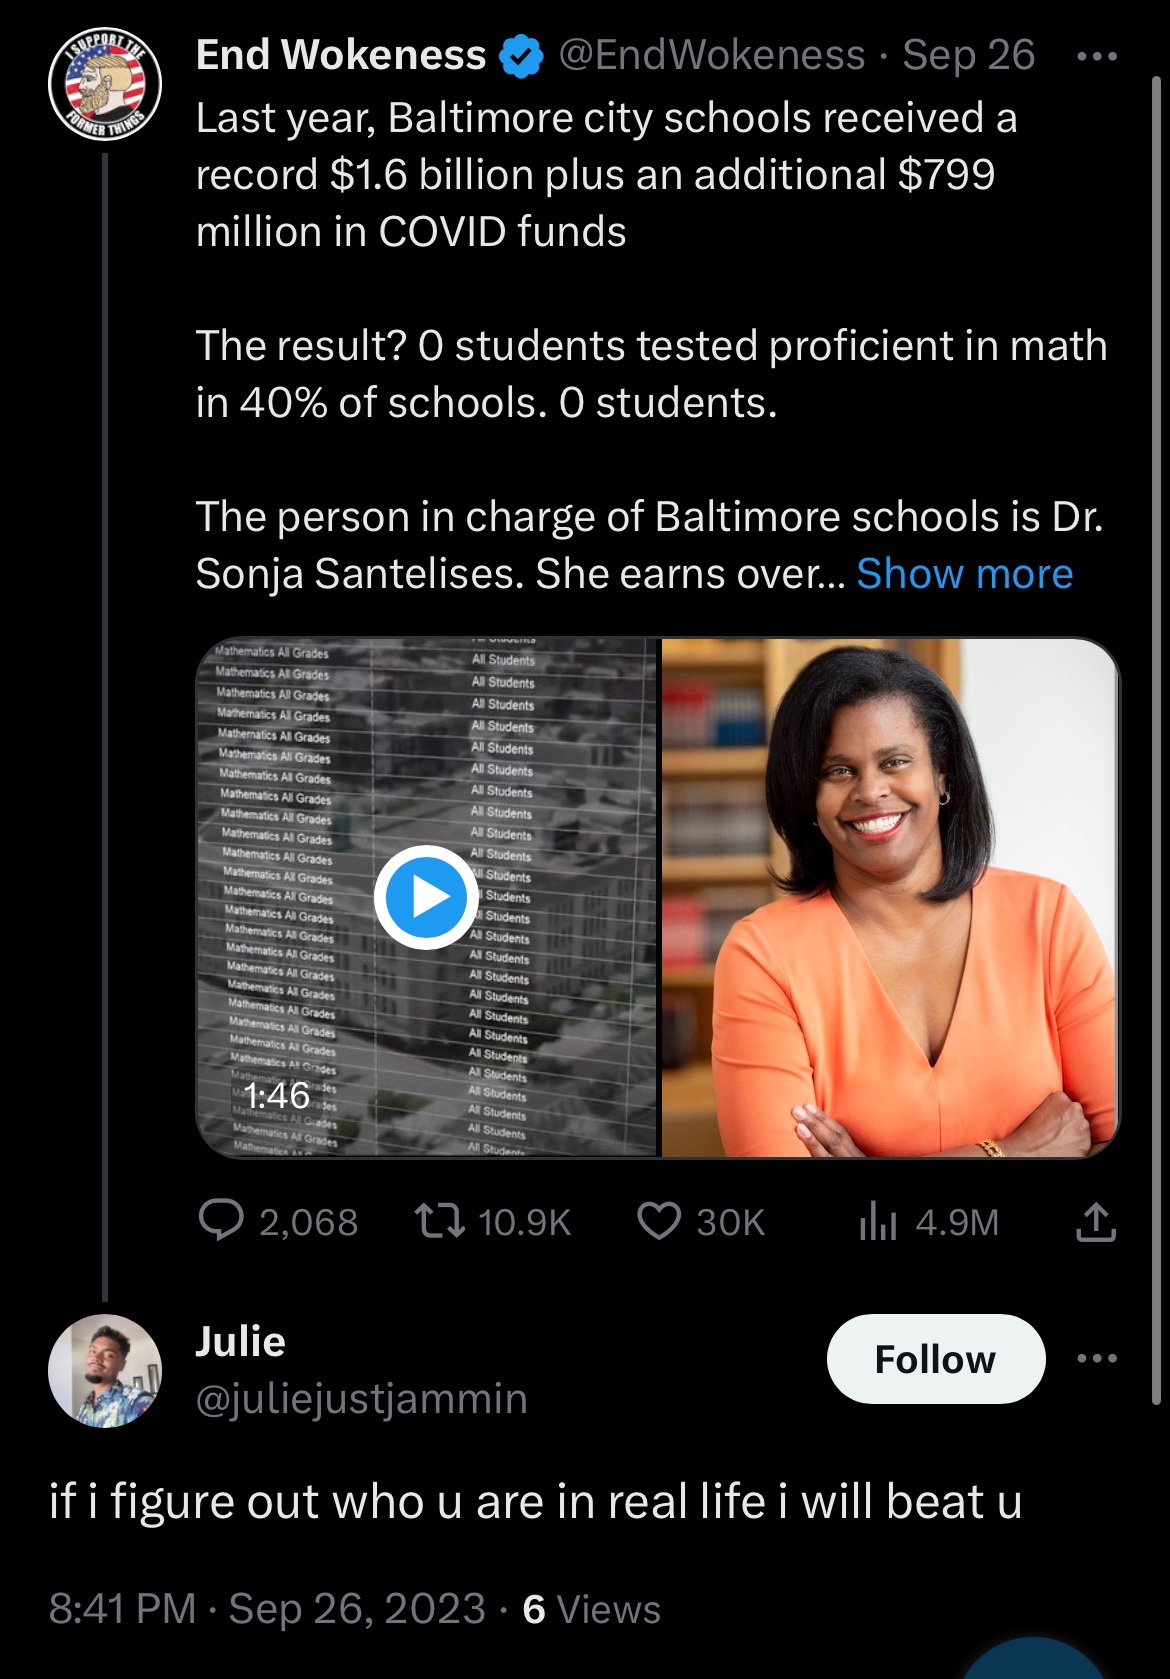 I SUPPORT THE
FORMER THINGS
End Wokeness @EndWokeness · Sep 26
Last year, Baltimore city schools received a
record $1.6 billion plus an additional $799
million in COVID funds
The result? 0 students tested proficient in math
in 40% of schools. 0 students.
The person in charge of Baltimore schools is Dr.
Sonja Santelises. She earns over... Show more
All Students
Mathematics All Grades All Students
Mathematics All Grades All Students
Mathematics All Grades All Students
Mathematics All Grades All Students
Mathematics All Grades All Students
Mathematics All Grades All Students
Mathematics All Grades All Students
Mathematics All Grades All Students
Mathematics All Grades All Students
Mathematics All Grades All Students
Mathematics All Grades All Students
Mathematics All Grades All Students
Mathematics All Grades Students
Mathematics All Grades Students
Mathematics All Grades All Students
Mathematics All Grades All Students
Mathematics All Grades All Students
Mathematics All Grades All Students
Mathematics All Grades All Students
Mathematics All Grades All Students
Mathematics All Grades All Students
Mathematics All Grades All Students
Mathematics All Grades All Students
Mathematics All Grades All Students
Mathematics All Grades All Students
1:46
2,068 10.9K 30K 4.9M
Julie
@juliejustjammin
Follow
if i figure out who u are in real life i will beat u
8:41 PM · Sep 26, 2023 · 6 Views